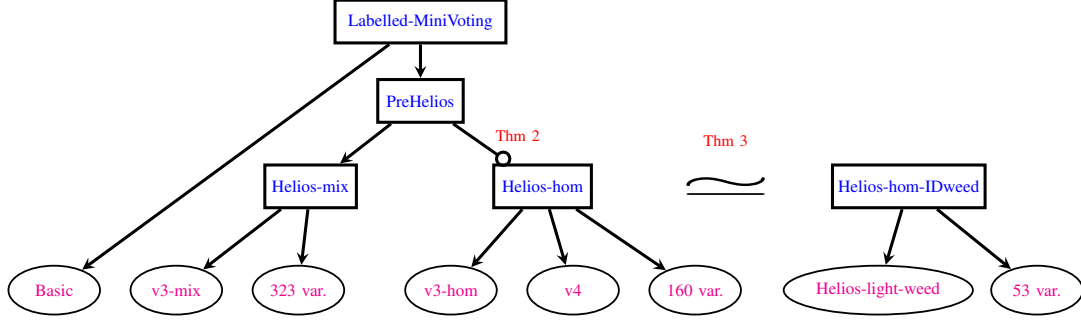 Labelled-MiniVoting
PreHelios
Thm 2
Thm 3
Helios-mix
Helios-hom
Helios-hom-IDweed
Basic
v3-mix
323 var.
v3-hom
v4
160 var.
Helios-light-weed
53 var.